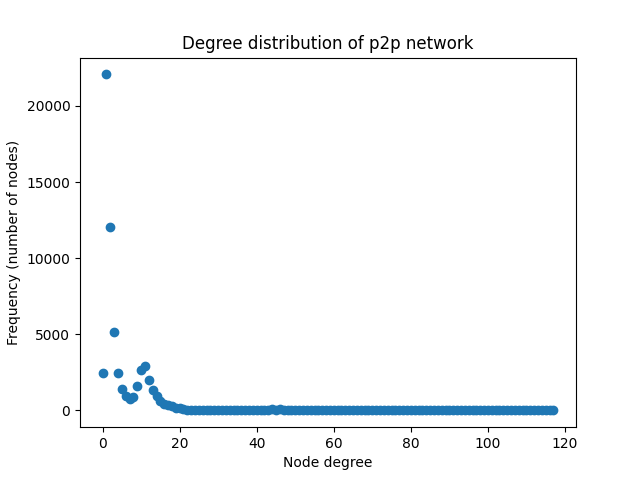 Degree distribution of p2p network
Frequency (number of nodes)
20000
15000
10000
5000
0
0 20 40 60 80 100 120
Node degree